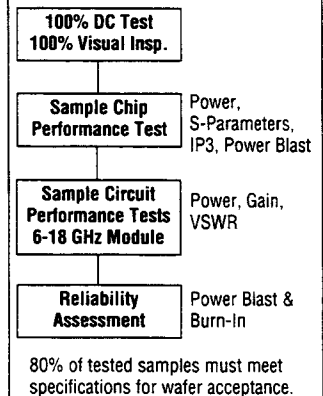 100% DC Test
100% Visual Insp.
Sample Chip
Performance Test
Power,
S-Parameters,
IP3, Power Blast
Sample Circuit
Performance Tests
6-18 GHz Module
Power, Gain,
VSWR
Reliability
Assessment
Power Blast &
Burn-In
80% of tested samples must meet
specifications for wafer acceptance.